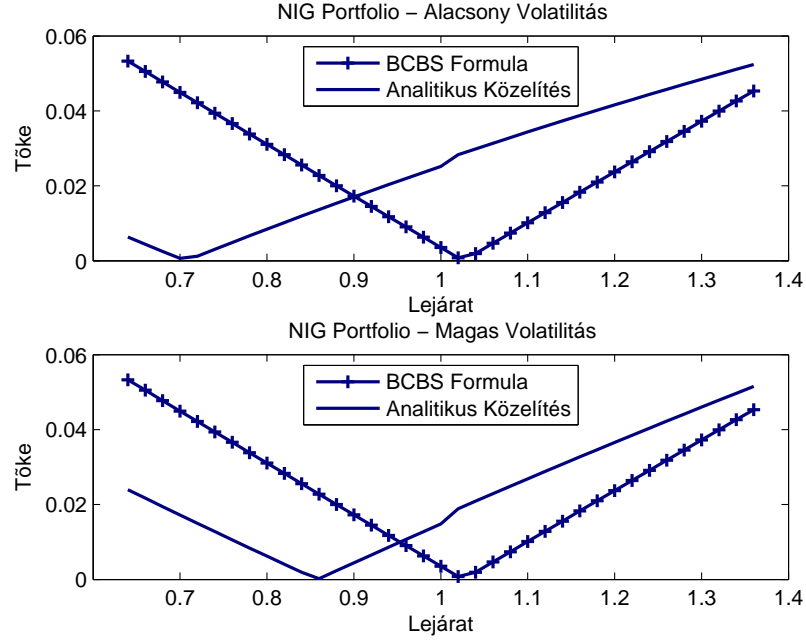 NIG Portfolio – Alacsony Volatilitás
0.06
BCBS Formula
Analitikus Közelítés
0.04
Tõke
0.02
0
0.7 0.8 0.9 1 1.1 1.2 1.3 1.4
Lejárat
NIG Portfolio – Magas Volatilitás
0.06
BCBS Formula
Analitikus Közelítés
0.04
Tõke
0.02
0
0.7 0.8 0.9 1 1.1 1.2 1.3 1.4
Lejárat